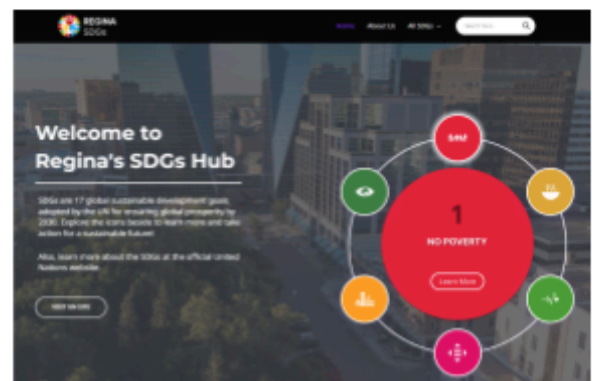 REGINA
SDGs
Home About Us All SDGs
Welcome to
Regina's SDGs Hub
SDGs are 17 global sustainable development goals
adopted by the UN for ensuring global prosperity by
2030. Explore the icons beside to learn more and take
action for a sustainable future!
Also, learn more about the SDGs at the official United
Nations website.
VISIT UN SITE
1
NO POVERTY
Learn More